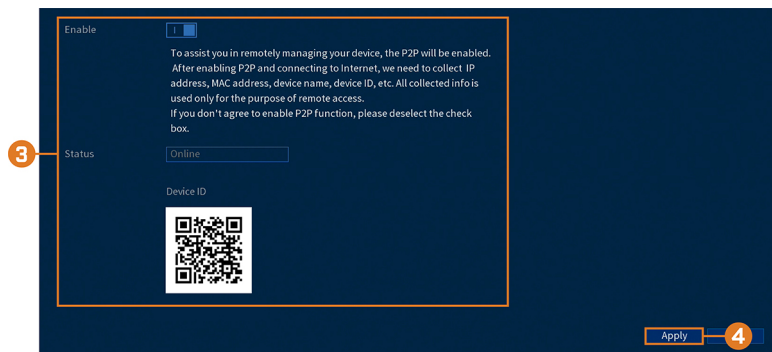 Enable
To assist you in remotely managing your device, the P2P will be enabled.
After enabling P2P and connecting to Internet, we need to collect IP
address, MAC address, device name, device ID, etc. All collected info is
used only for the purpose of remote access.
If you don't agree to enable P2P function, please deselect the check
box.
3
Status
Online
Device ID
Apply
4